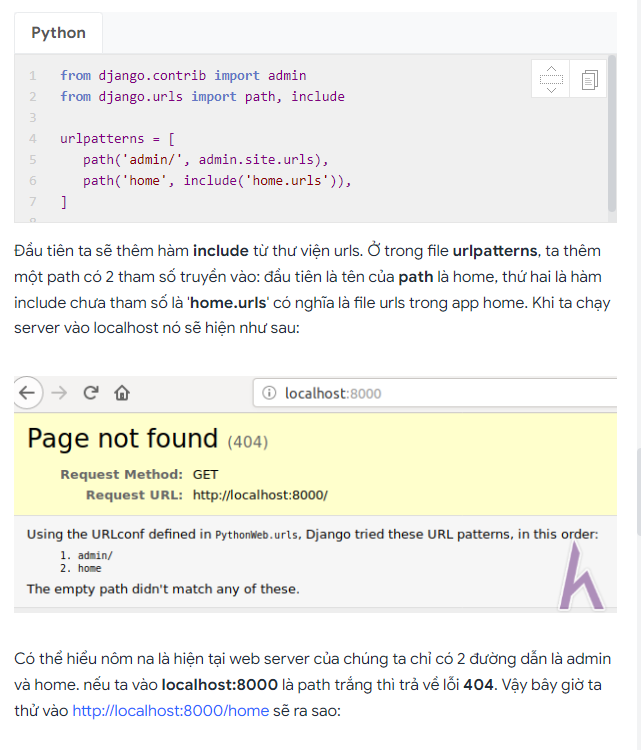 Python
1 from django.contrib import admin
2 from django.urls import path, include
3
4 urlpatterns = [
5 path('admin/', admin.site.urls),
6 path('home', include('home.urls')),
7 ]
8
Đầu tiên ta sẽ thêm hàm include từ thư viện urls. Ở trong file urlpatterns, ta thêm
một path có 2 tham số truyền vào: đầu tiên là tên của path là home, thứ hai là hàm
include chưa tham số là 'home.urls' có nghĩa là file urls trong app home. Khi ta chạy
server vào localhost nó sẽ hiện như sau:
localhost:8000
Page not found (404)
Request Method: GET
Request URL: http://localhost:8000/
Using the URLconf defined in PythonWeb.urls, Django tried these URL patterns, in this order:
1. admin/
2. home
The empty path didn't match any of these.
Có thể hiểu nôm na là hiện tại web server của chúng ta chỉ có 2 đường dẫn là admin
và home. nếu ta vào localhost:8000 là path trắng thì trả về lỗi 404. Vậy bây giờ ta
thử vào http://localhost:8000/home sẽ ra sao: